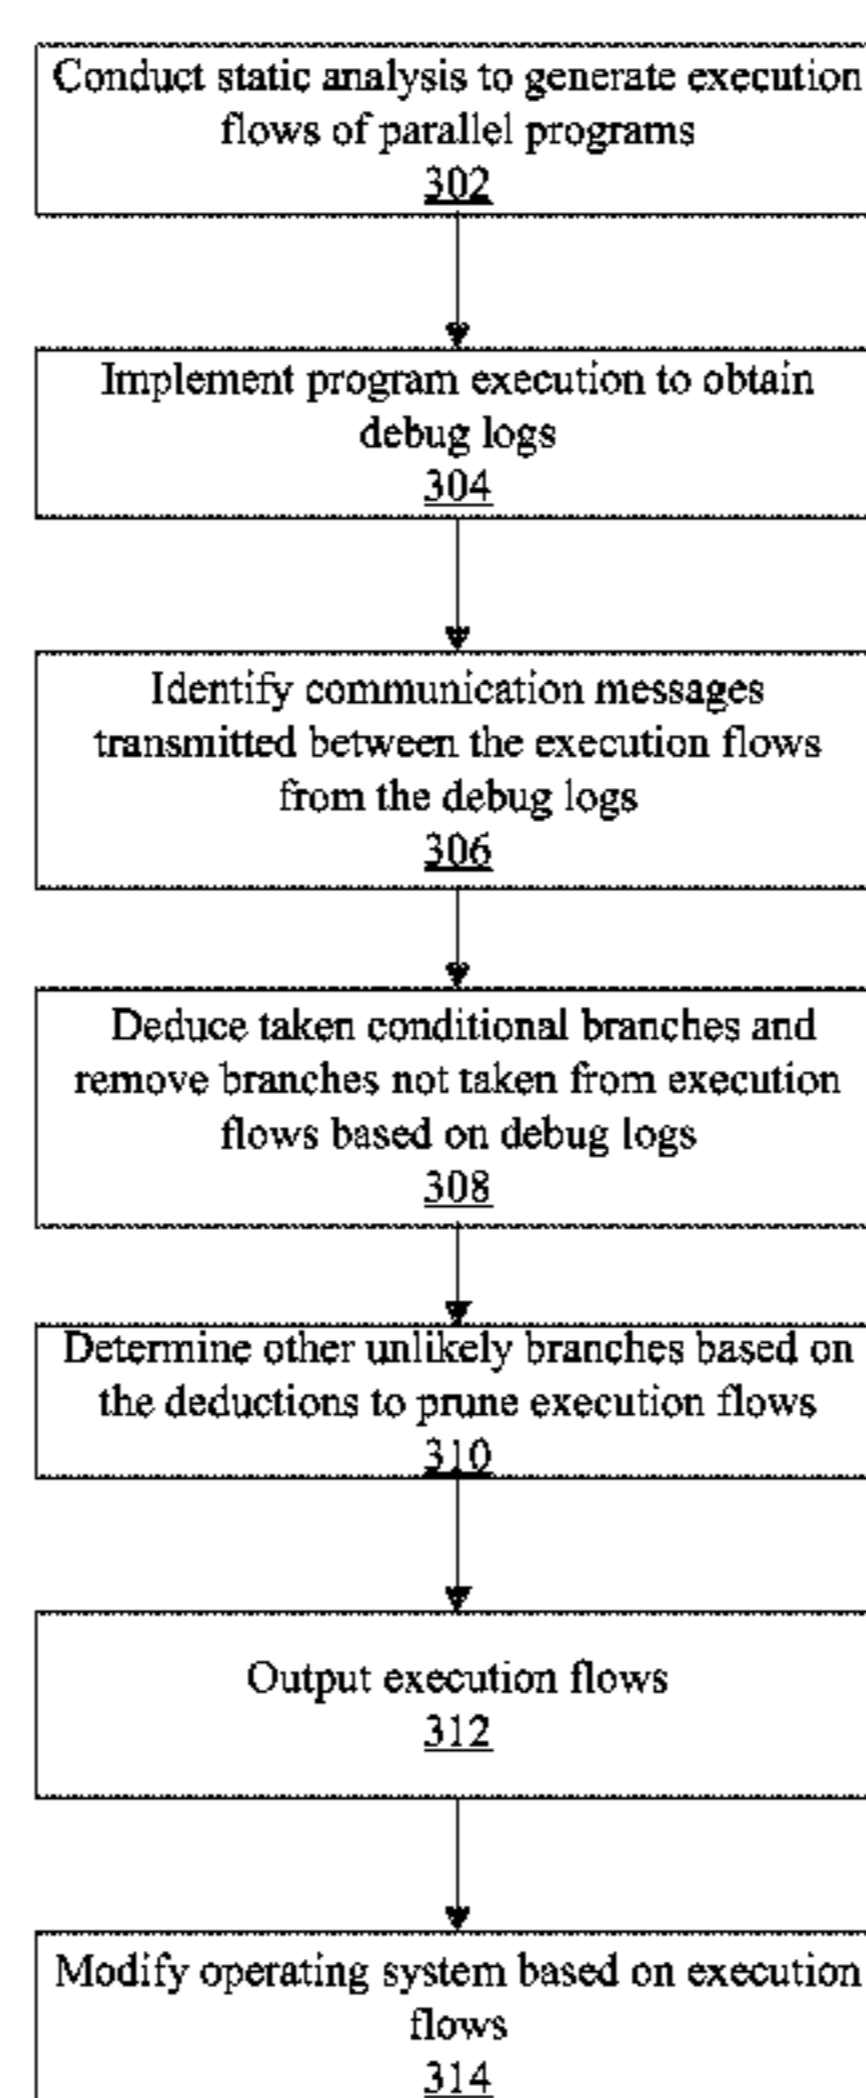 Conduct static analysis to generate execution
flows of parallel programs
302
Implement program execution to obtain
debug logs
304
Identify communication messages
transmitted between the execution flows
from the debug logs
306
Deduce taken conditional branches and
remove branches not taken from execution
flows based on debug logs
308
Determine other unlikely branches based on
the deductions to prune execution flows
310
Output execution flows
312
Modify operating system based on execution
flows
314